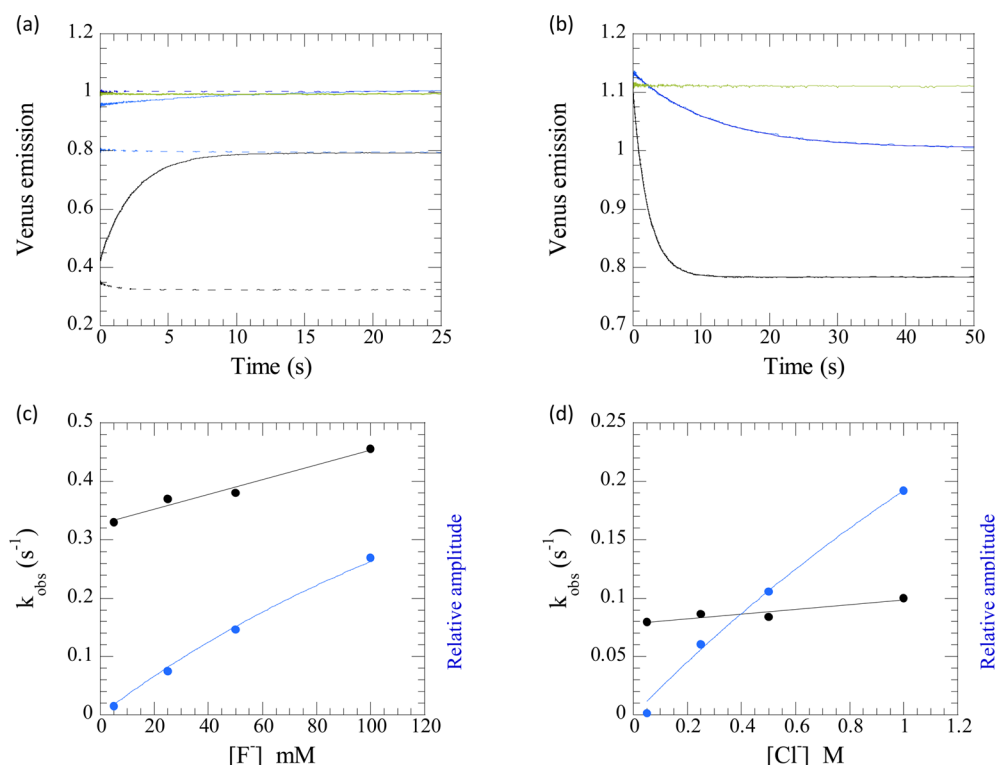 (a)
1.2
1
0.8
0.6
0.4
0.2
Venus emission
0 5 10 15 20 25
Time (s)
(b)
1.2
1.1
1
0.9
0.8
0.7
Venus emission
0 10 20 30 40 50
Time (s)
(c)
0.5
0.4
0.3
0.2
0.1
0
k_obs (s⁻¹)
Relative amplitude
0 20 40 60 80 100 120
[F⁻] mM
(d)
0.25
0.2
0.15
0.1
0.05
0
k_obs (s⁻¹)
Relative amplitude
0 0.2 0.4 0.6 0.8 1 1.2
[Cl⁻] M